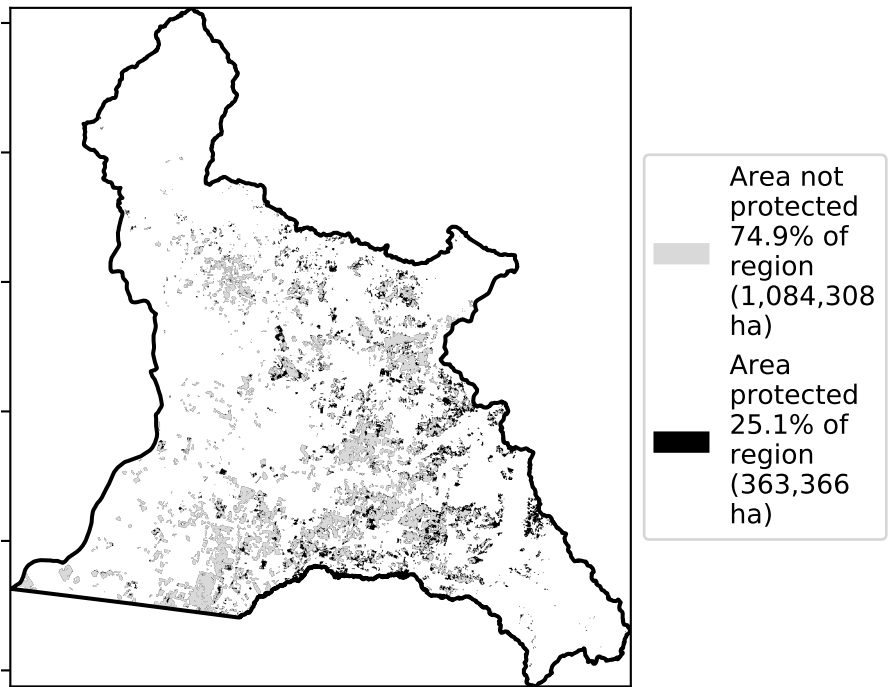 Area not
protected
74.9% of
region
(1,084,308
ha)
Area
protected
25.1% of
region
(363,366
ha)